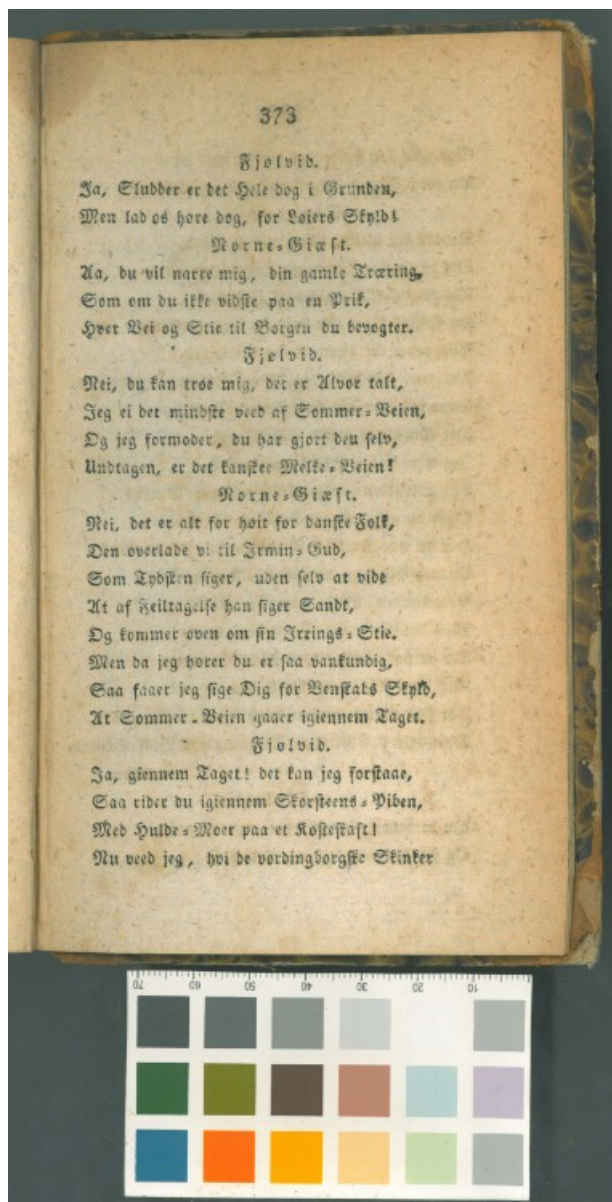 373
Fjølvid.
Ja, Sludder er det Hele dog i Grunden,
Men lad os høre dog, for Løiers Skyld!
Norne=Giæst.
Aa, du vil narre mig, din gamle Træring,
Som om du ikke vidste paa en Prik,
Hver Vei og Stie til Borgen du bevogter.
Fjølvid.
Nei, du kan troe mig, det er Alvor talt,
Jeg ei det mindste veed af Sommer=Veien,
Og jeg formoder, du har gjort den selv,
Undtagen, er det kanskee Melke=Veien!
Norne=Giæst.
Nei, det er alt for høit for danske Folk,
Den overlade vi til Irmin=Gud,
Som Tydsken siger, uden selv at vide
At af Feiltagelse han siger Sandt,
Og kommer oven om sin Irrings=Stie.
Men da jeg hører du er saa vankundig,
Saa faaer jeg sige Dig for Venskabs Skyld,
At Sommer=Veien gaaer igiennem Taget.
Fjølvid.
Ja, giennem Taget! det kan jeg forstaae,
Saa rider du igiennem Skorsteens=Piben,
Med Hulde=Moer paa et Kosteskaft!
Nu veed jeg, hvi de vordingborgske Skinker
70 60 50 40 30 20 10